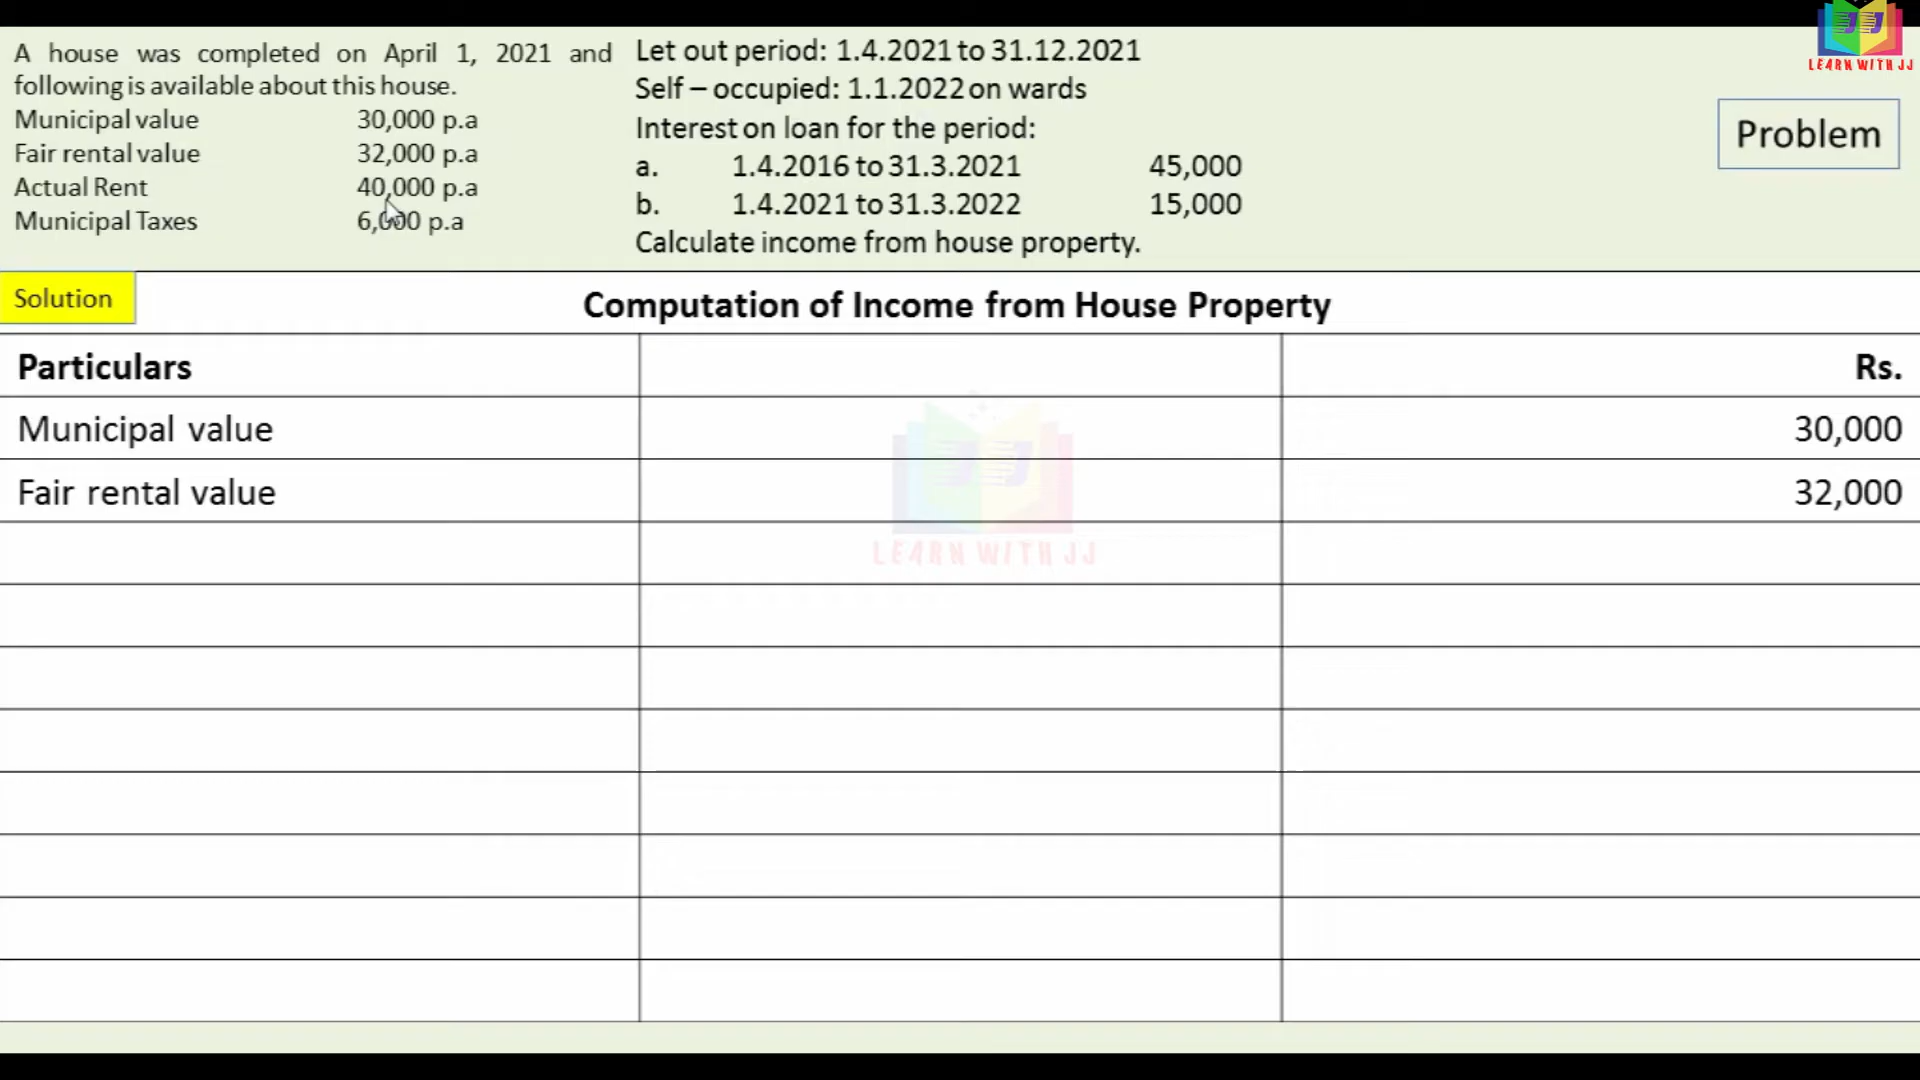 A house was completed on April 1, 2021 and
following is available about this house.
Municipal value 30,000 p.a
Fair rental value 32,000 p.a
Actual Rent 40,000 p.a
Municipal Taxes 6,000 p.a
Let out period: 1.4.2021 to 31.12.2021
Self – occupied: 1.1.2022 on wards
Interest on loan for the period:
a. 1.4.2016 to 31.3.2021 45,000
b. 1.4.2021 to 31.3.2022 15,000
Calculate income from house property.
JJ
LEARN WITH JJ
Problem
Solution
Computation of Income from House Property
Particulars Rs.
Municipal value 30,000
Fair rental value 32,000
JJ
LEARN WITH JJ